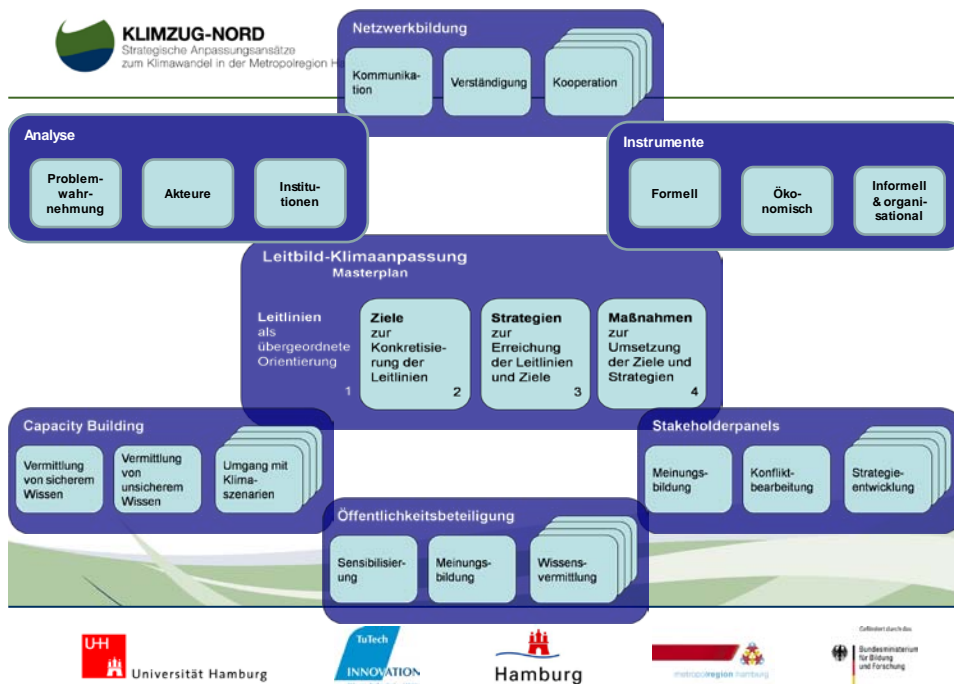 KLIMZUG-NORD
Strategische Anpassungsansätze
zum Klimawandel in der Metropolregion
Netzwerkbildung
Kommunika-
tion
Verständigung
Kooperation
Analyse
Problem-
wahr-
nehmung
Akteure
Institu-
tionen
Instrumente
Formell
Öko-
nomisch
Informell
& organi-
sational
Leitbild-Klimaanpassung
Masterplan
Leitlinien
als
übergeordnete
Orientierung
1
Ziele
zur
Konkretisie-
rung der
Leitlinien
2
Strategien
zur
Erreichung
der Leitlinien
und Ziele
3
Maßnahmen
zur
Umsetzung
der Ziele und
Strategien
4
Capacity Building
Vermittlung
von sicherem
Wissen
Vermittlung
von
unsicherem
Wissen
Umgang mit
Klima-
szenarien
Stakeholderpanels
Meinungs-
bildung
Konflikt-
bearbeitung
Strategie-
entwicklung
Öffentlichkeitsbeteiligung
Sensibilisier-
ung
Meinungs-
bildung
Wissens-
vermittlung
UHH
Universität Hamburg
TuTech
INNOVATION
Hamburg
metropolregion hamburg
Gefördert durch das
Bundesministerium
für Bildung
und Forschung